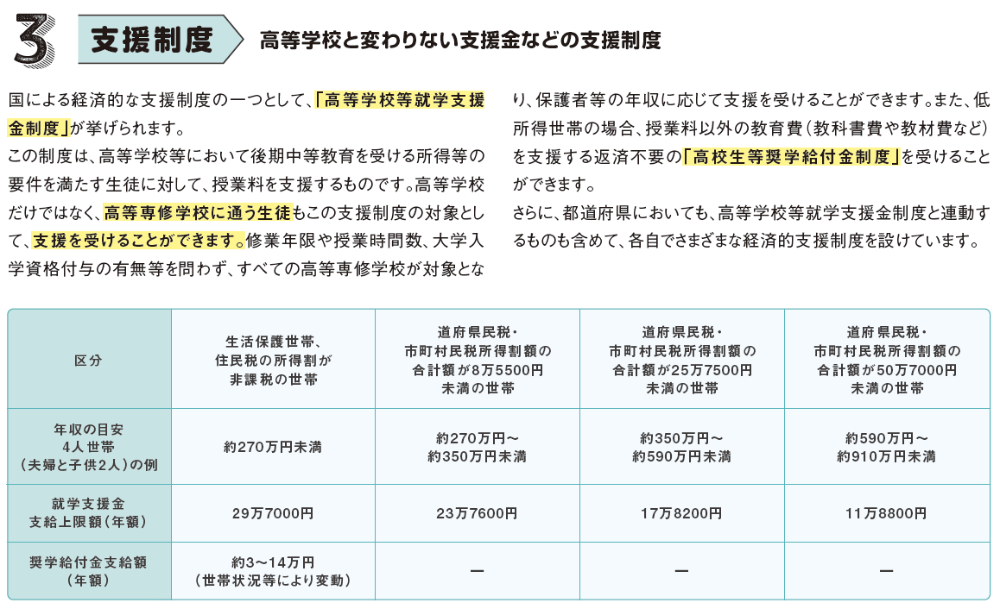 3
支援制度
高等学校と変わりない支援金などの支援制度
国による経済的な支援制度の一つとして、「高等学校等就学支援
金制度」が挙げられます。
この制度は、高等学校等において後期中等教育を受ける所得等の
要件を満たす生徒に対して、授業料を支援するものです。高等学校
だけではなく、高等専修学校に通う生徒もこの支援制度の対象とし
て、支援を受けることができます。修業年限や授業時間数、大学入
学資格付与の有無等を問わず、すべての高等専修学校が対象とな
り、保護者等の年収に応じて支援を受けることができます。また、低
所得世帯の場合、授業料以外の教育費（教科書費や教材費など）
を支援する返済不要の「高校生等奨学給付金制度」を受けること
ができます。
さらに、都道府県においても、高等学校等就学支援金制度と連動す
るものも含めて、各自でさまざまな経済的支援制度を設けています。
区分
生活保護世帯、
住民税の所得割が
非課税の世帯
道府県民税・
市町村民税所得割額の
合計額が8万5500円
未満の世帯
道府県民税・
市町村民税所得割額の
合計額が25万7500円
未満の世帯
道府県民税・
市町村民税所得割額の
合計額が50万7000円
未満の世帯
年収の目安
4人世帯
（夫婦と子供2人）の例
約270万円未満
約270万円～
約350万円未満
約350万円～
約590万円未満
約590万円～
約910万円未満
就学支援金
支給上限額（年額）
29万7000円
23万7600円
17万8200円
11万8800円
奨学給付金支給額
（年額）
約3～14万円
（世帯状況等により変動）
ー
ー
ー